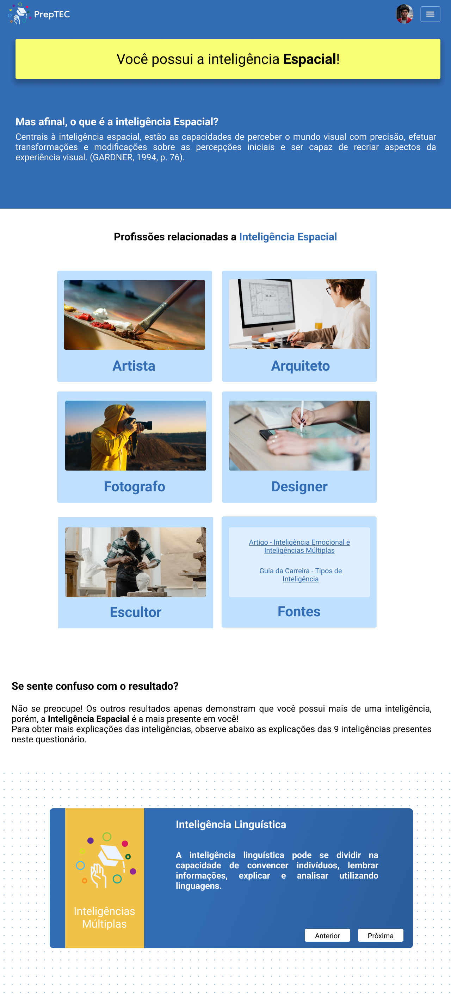 PrepTEC
Você possui a inteligência Espacial!
Mas afinal, o que é a inteligência Espacial?
Centrais à inteligência espacial, estão as capacidades de perceber o mundo visual com precisão, efetuar
transformações e modificações sobre as percepções iniciais e ser capaz de recriar aspectos da
experiência visual. (GARDNER, 1994, p. 76).
Profissões relacionadas a Inteligência Espacial
Artista
Arquiteto
Fotografo
Designer
Escultor
Artigo - Inteligência Emocional e
Inteligências Múltiplas
Guia da Carreira - Tipos de
Inteligência
Fontes
Se sente confuso com o resultado?
Não se preocupe! Os outros resultados apenas demonstram que você possui mais de uma inteligência,
porém, a Inteligência Espacial é a mais presente em você!
Para obter mais explicações das inteligências, observe abaixo as explicações das 9 inteligências presentes
neste questionário.
Inteligências
Múltiplas
Inteligência Linguística
A inteligência linguística pode se dividir na
capacidade de convencer indivíduos, lembrar
informações, explicar e analisar utilizando
linguagens.
Anterior
Próxima